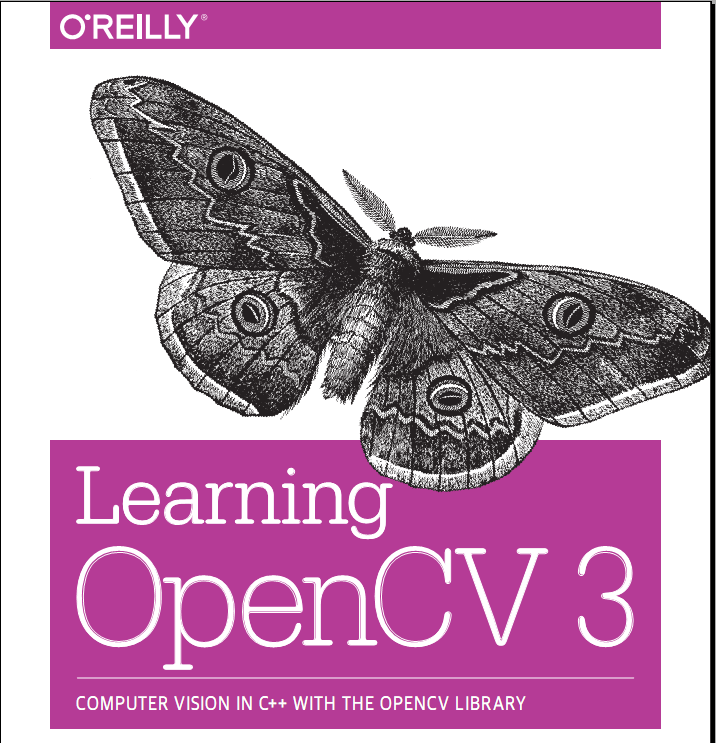 O'REILLY®
Learning
OpenCV 3
COMPUTER VISION IN C++ WITH THE OPENCV LIBRARY